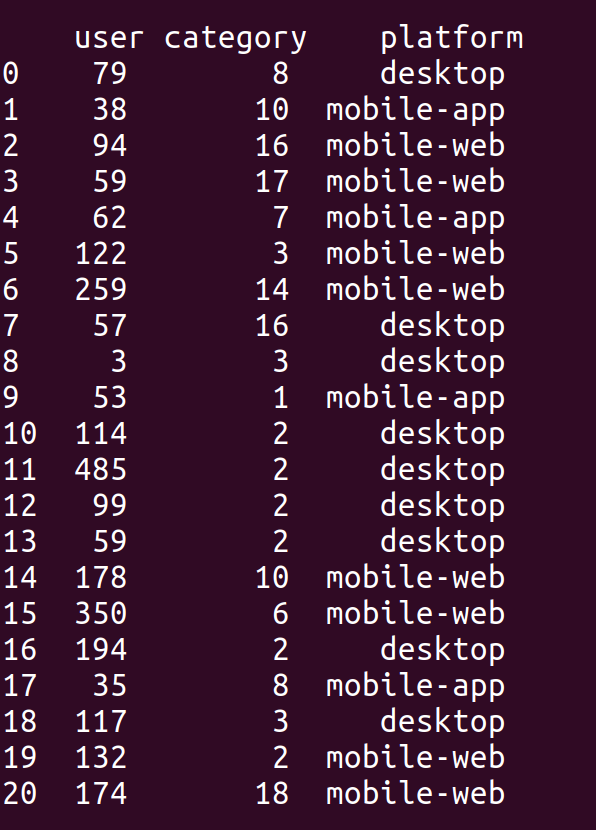 user category platform
0 79 8 desktop
1 38 10 mobile-app
2 94 16 mobile-web
3 59 17 mobile-web
4 62 7 mobile-app
5 122 3 mobile-web
6 259 14 mobile-web
7 57 16 desktop
8 3 3 desktop
9 53 1 mobile-app
10 114 2 desktop
11 485 2 desktop
12 99 2 desktop
13 59 2 desktop
14 178 10 mobile-web
15 350 6 mobile-web
16 194 2 desktop
17 35 8 mobile-app
18 117 3 desktop
19 132 2 mobile-web
20 174 18 mobile-web